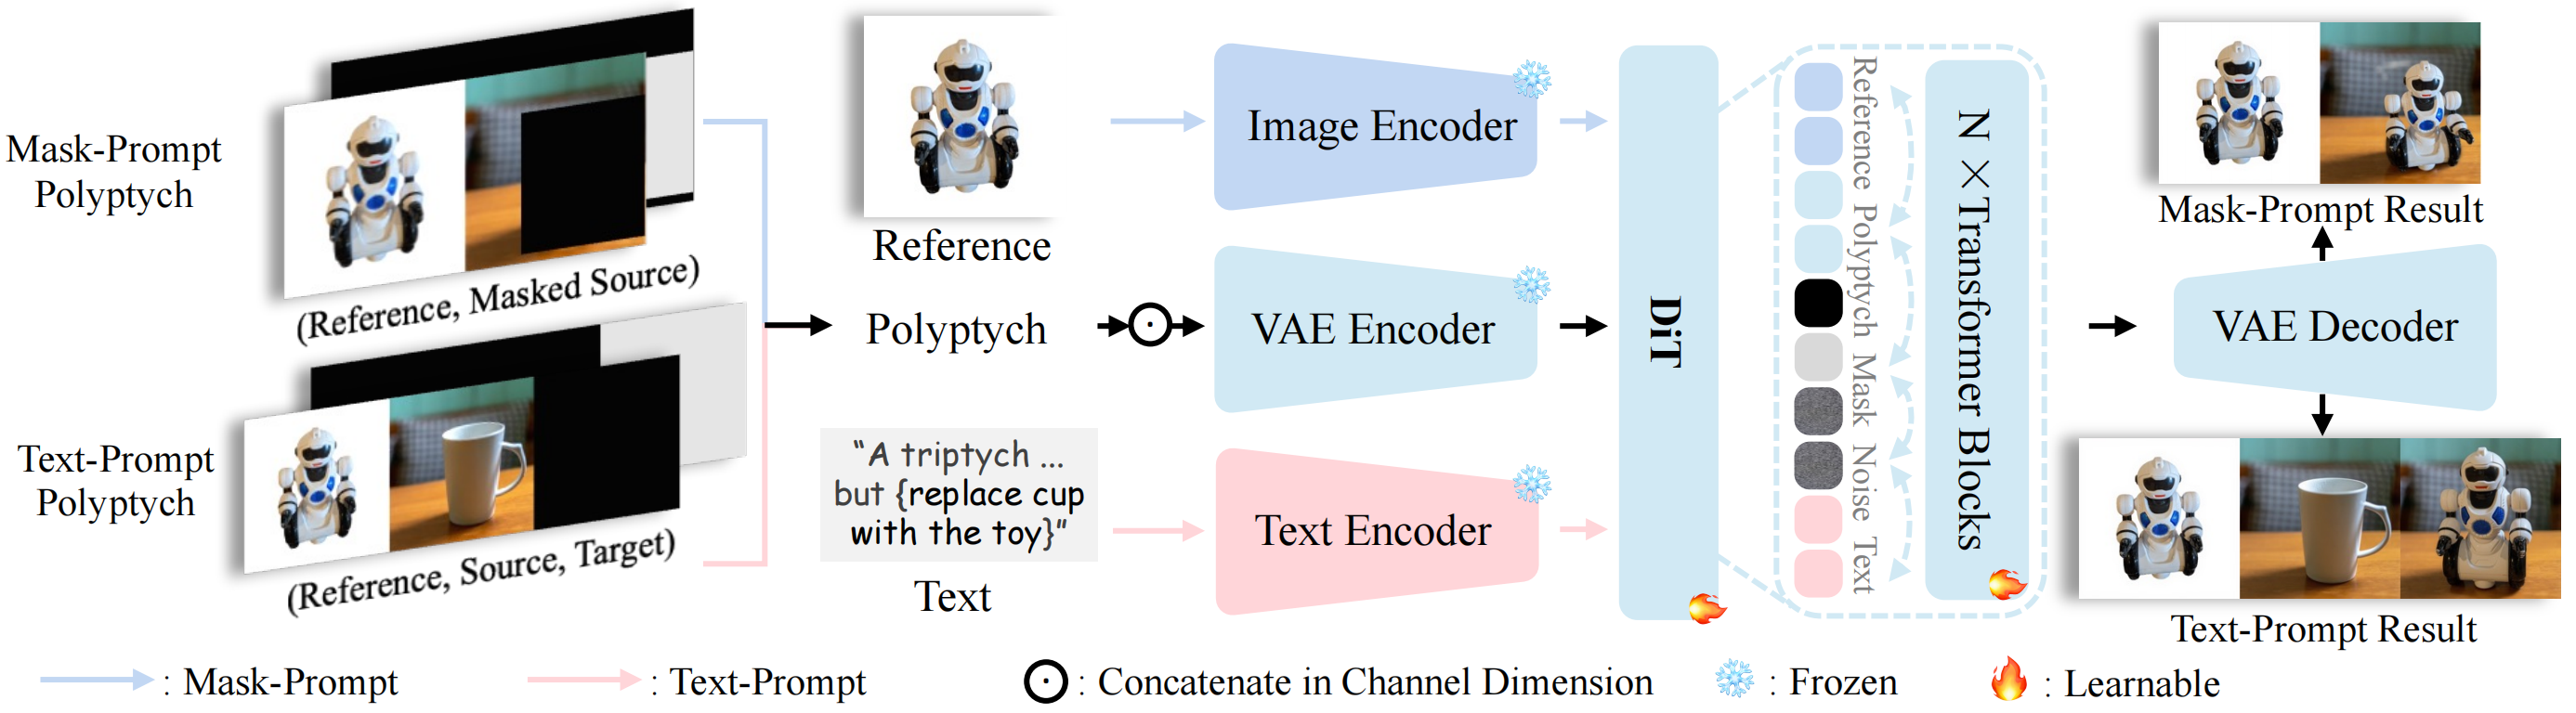 Mask-Prompt
Polyptych
(Reference, Masked Source)
Text-Prompt
Polyptych
(Reference, Source, Target)
Reference
Polyptych
"A triptych ...
but {replace cup
with the toy}"
Text
Image Encoder
VAE Encoder
Text Encoder
DiT
Reference Polyptych Mask Noise Text
N × Transformer Blocks
Mask-Prompt Result
VAE Decoder
Text-Prompt Result
: Mask-Prompt
: Text-Prompt
: Concatenate in Channel Dimension
: Frozen
: Learnable